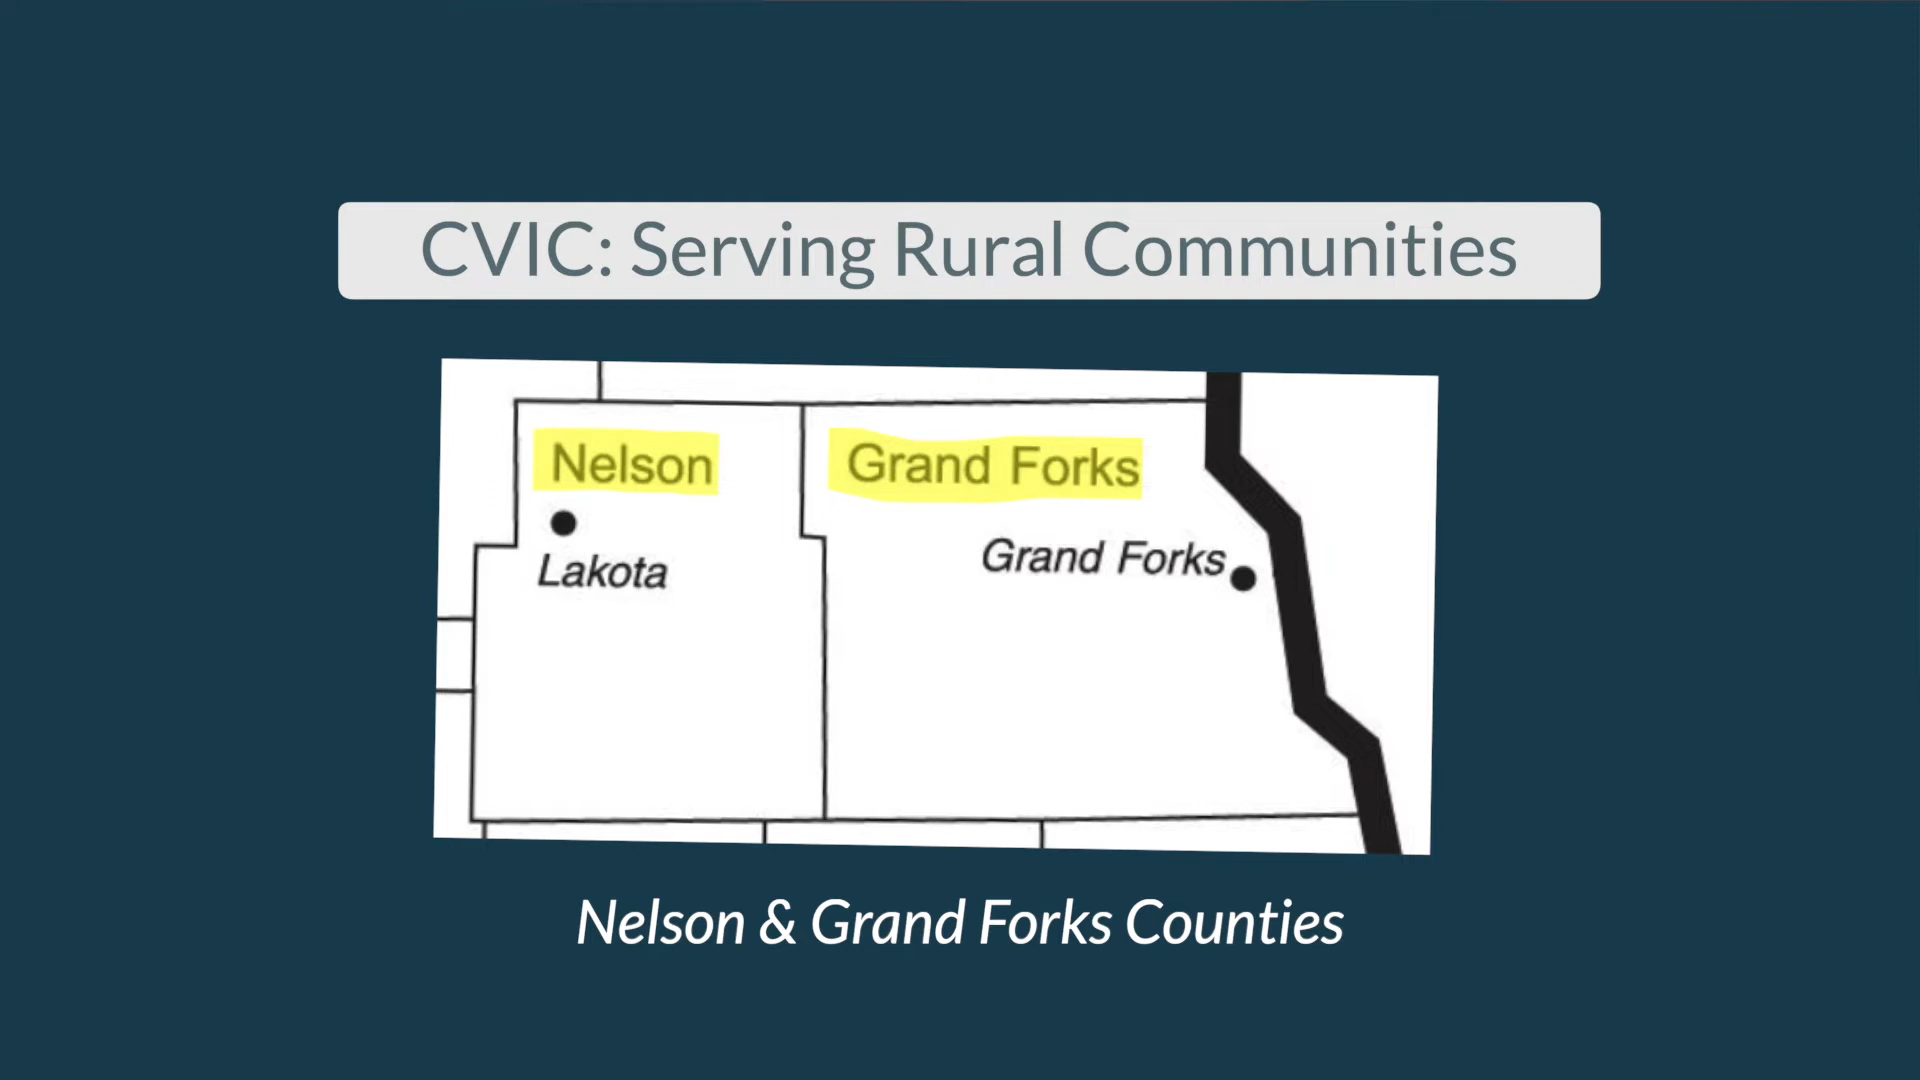 CVIC: Serving Rural Communities
Nelson
Grand Forks
Lakota
Grand Forks
Nelson & Grand Forks Counties